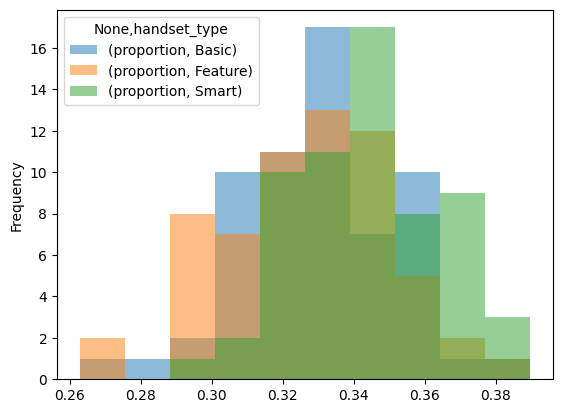 None,handset_type
(proportion, Basic)
(proportion, Feature)
(proportion, Smart)
Frequency
16
14
12
10
8
6
4
2
0
0.26 0.28 0.30 0.32 0.34 0.36 0.38